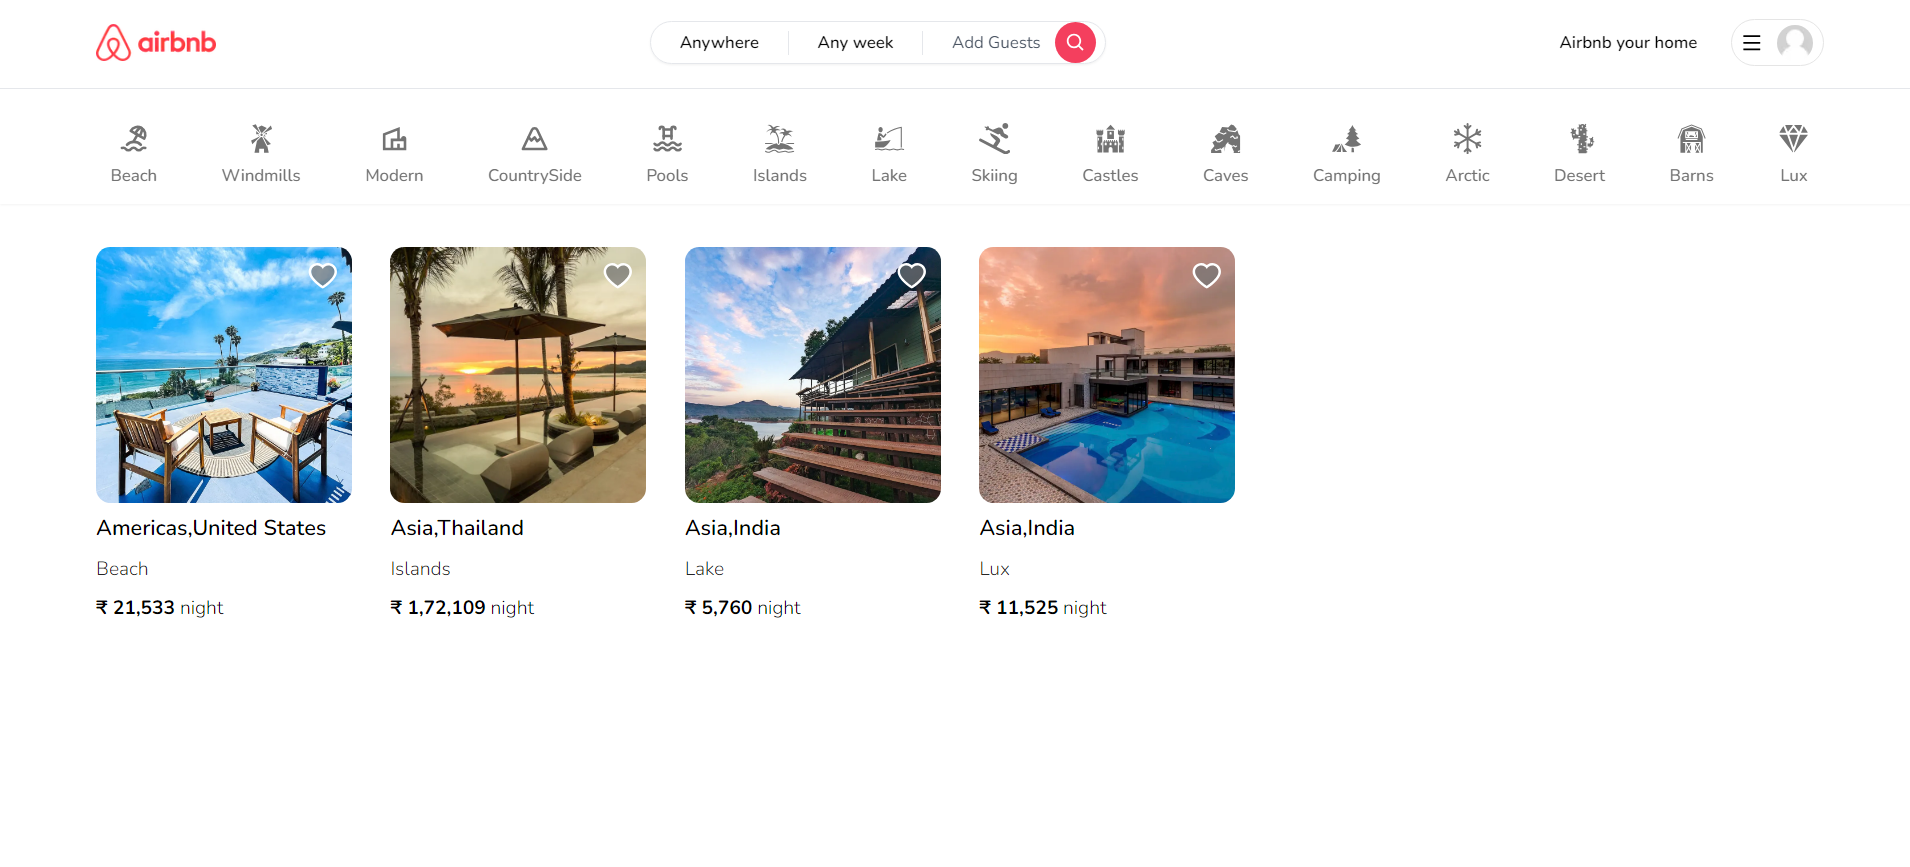 airbnb
Anywhere
Any week
Add Guests
Airbnb your home
Beach
Windmills
Modern
CountrySide
Pools
Islands
Lake
Skiing
Castles
Caves
Camping
Arctic
Desert
Barns
Lux
Americas,United States
Beach
₹ 21,533 night
Asia,Thailand
Islands
₹ 1,72,109 night
Asia,India
Lake
₹ 5,760 night
Asia,India
Lux
₹ 11,525 night